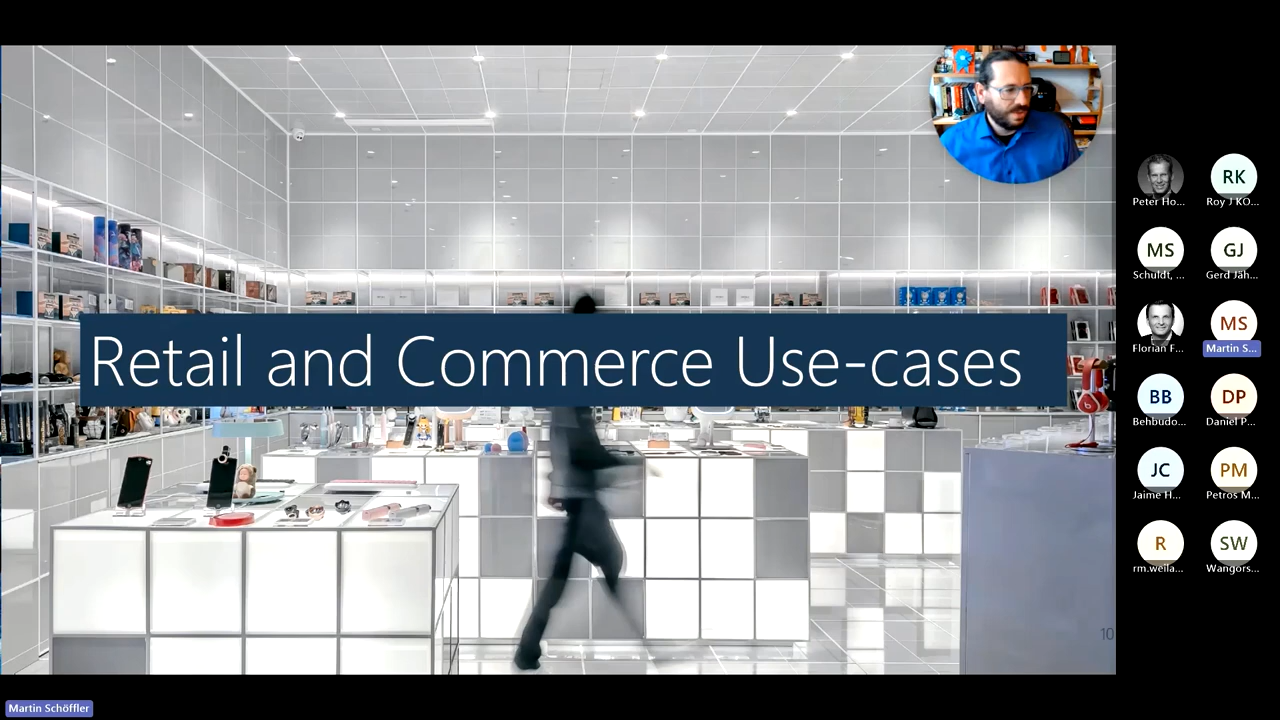 Retail and Commerce Use-cases
10
Peter Ho...
RK
Roy J KO...
MS
Schuldt, ...
GJ
Gerd Jäh...
Florian F...
MS
Martin S...
BB
Behbudo...
DP
Daniel P...
JC
Jaime H...
PM
Petros M...
R
rm.weila...
SW
Wangors...
Martin Schöffler